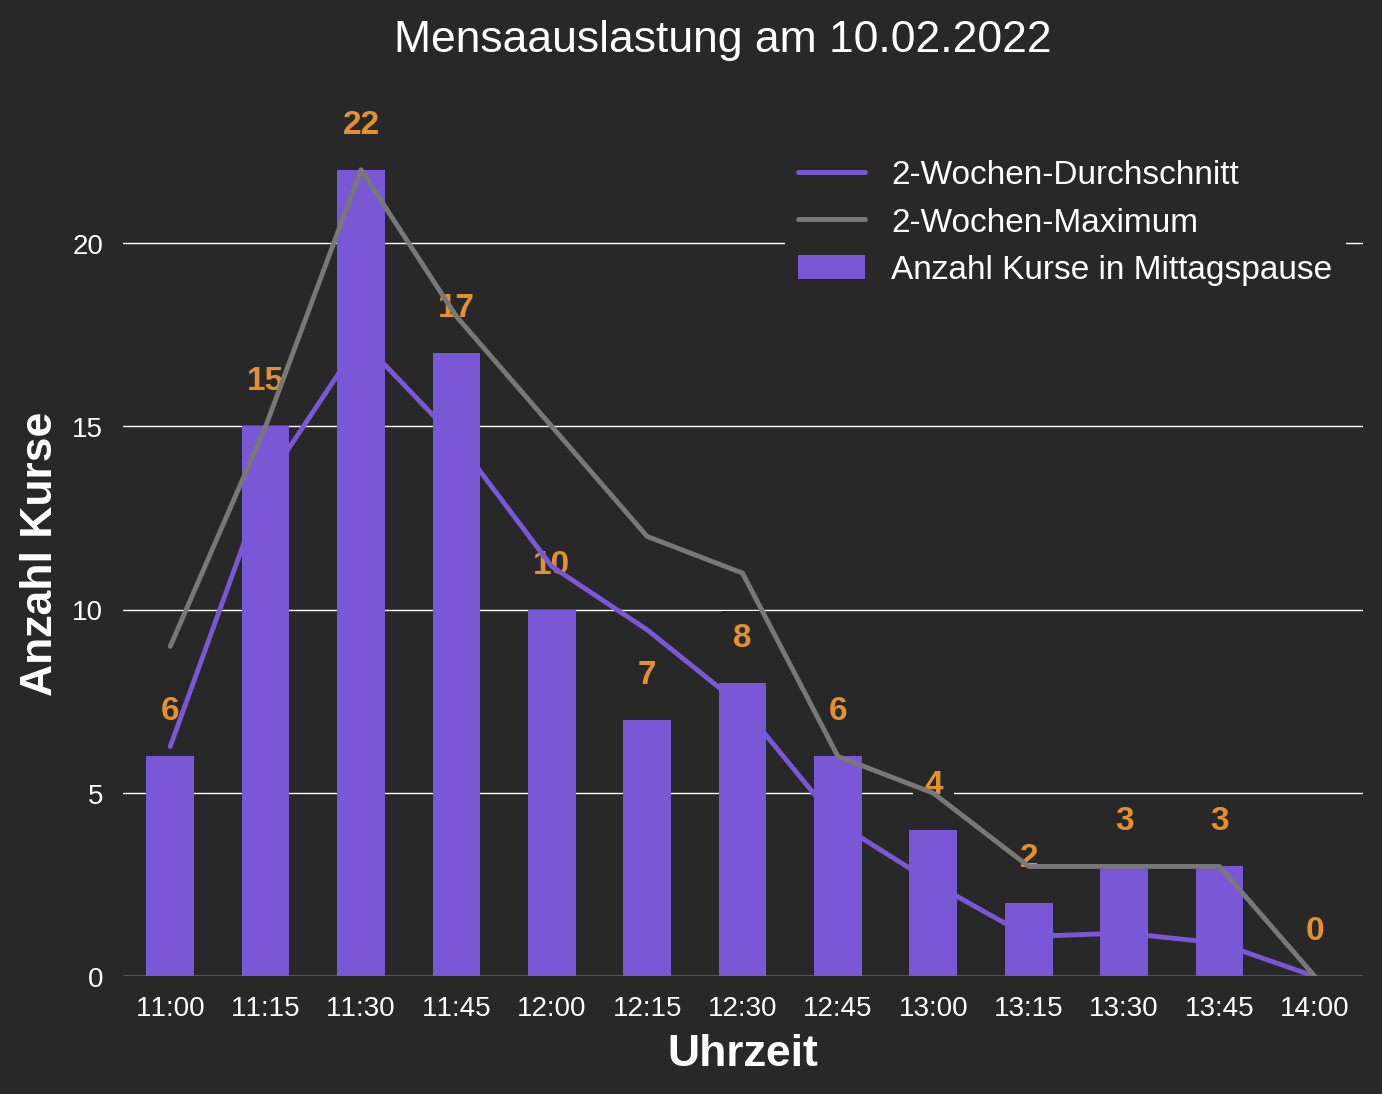 Mensaauslastung am 10.02.2022
22
2-Wochen-Durchschnitt
2-Wochen-Maximum
Anzahl Kurse in Mittagspause
20
17
15
15
10
10
8
7
6
6
5
4
3
3
2
0
0
Anzahl Kurse
11:00 11:15 11:30 11:45 12:00 12:15 12:30 12:45 13:00 13:15 13:30 13:45 14:00
Uhrzeit